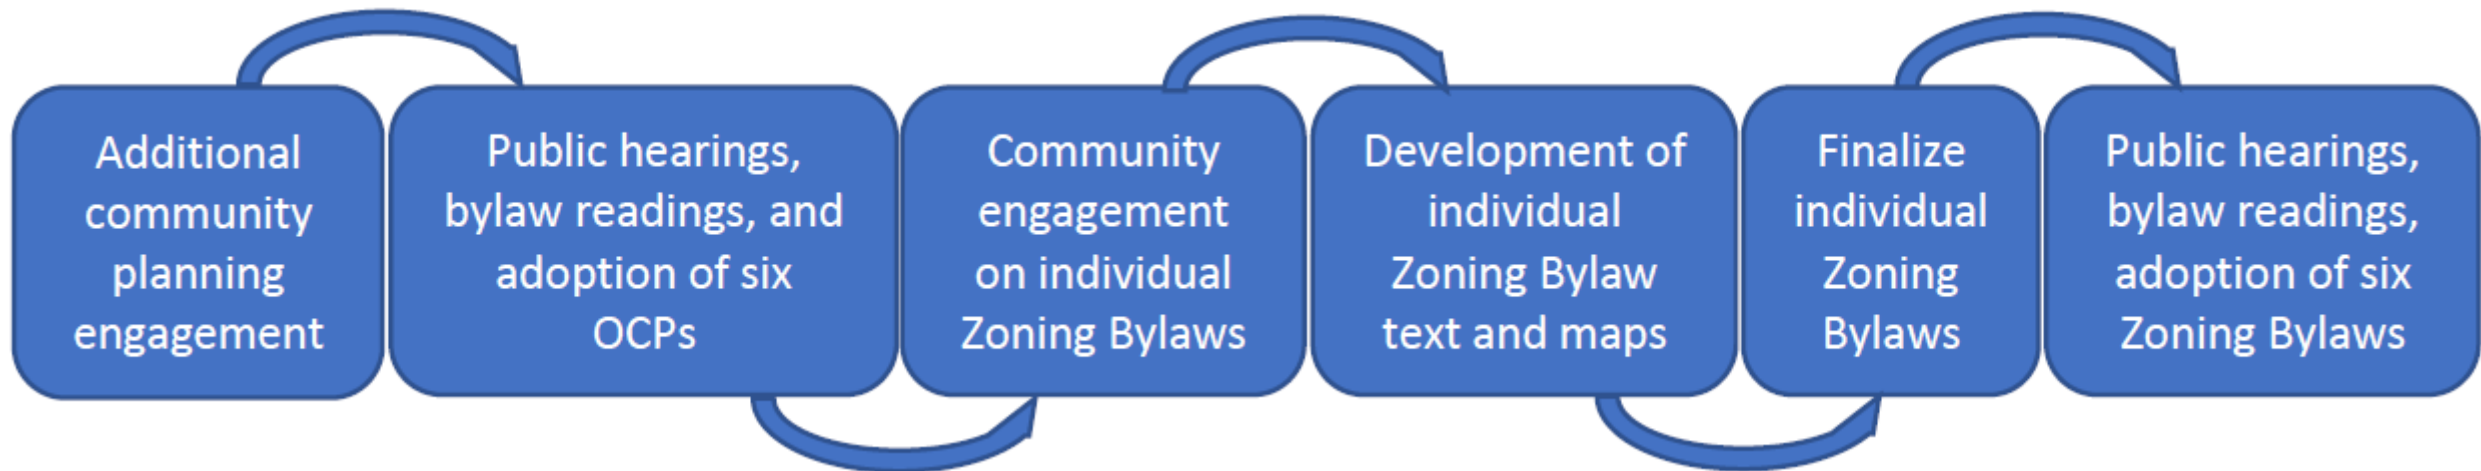 Additional
community
planning
engagement
Public hearings,
bylaw readings, and
adoption of six
OCPs
Community
engagement
on individual
Zoning Bylaws
Development of
individual
Zoning Bylaw
text and maps
Finalize
individual
Zoning
Bylaws
Public hearings,
bylaw readings,
adoption of six
Zoning Bylaws